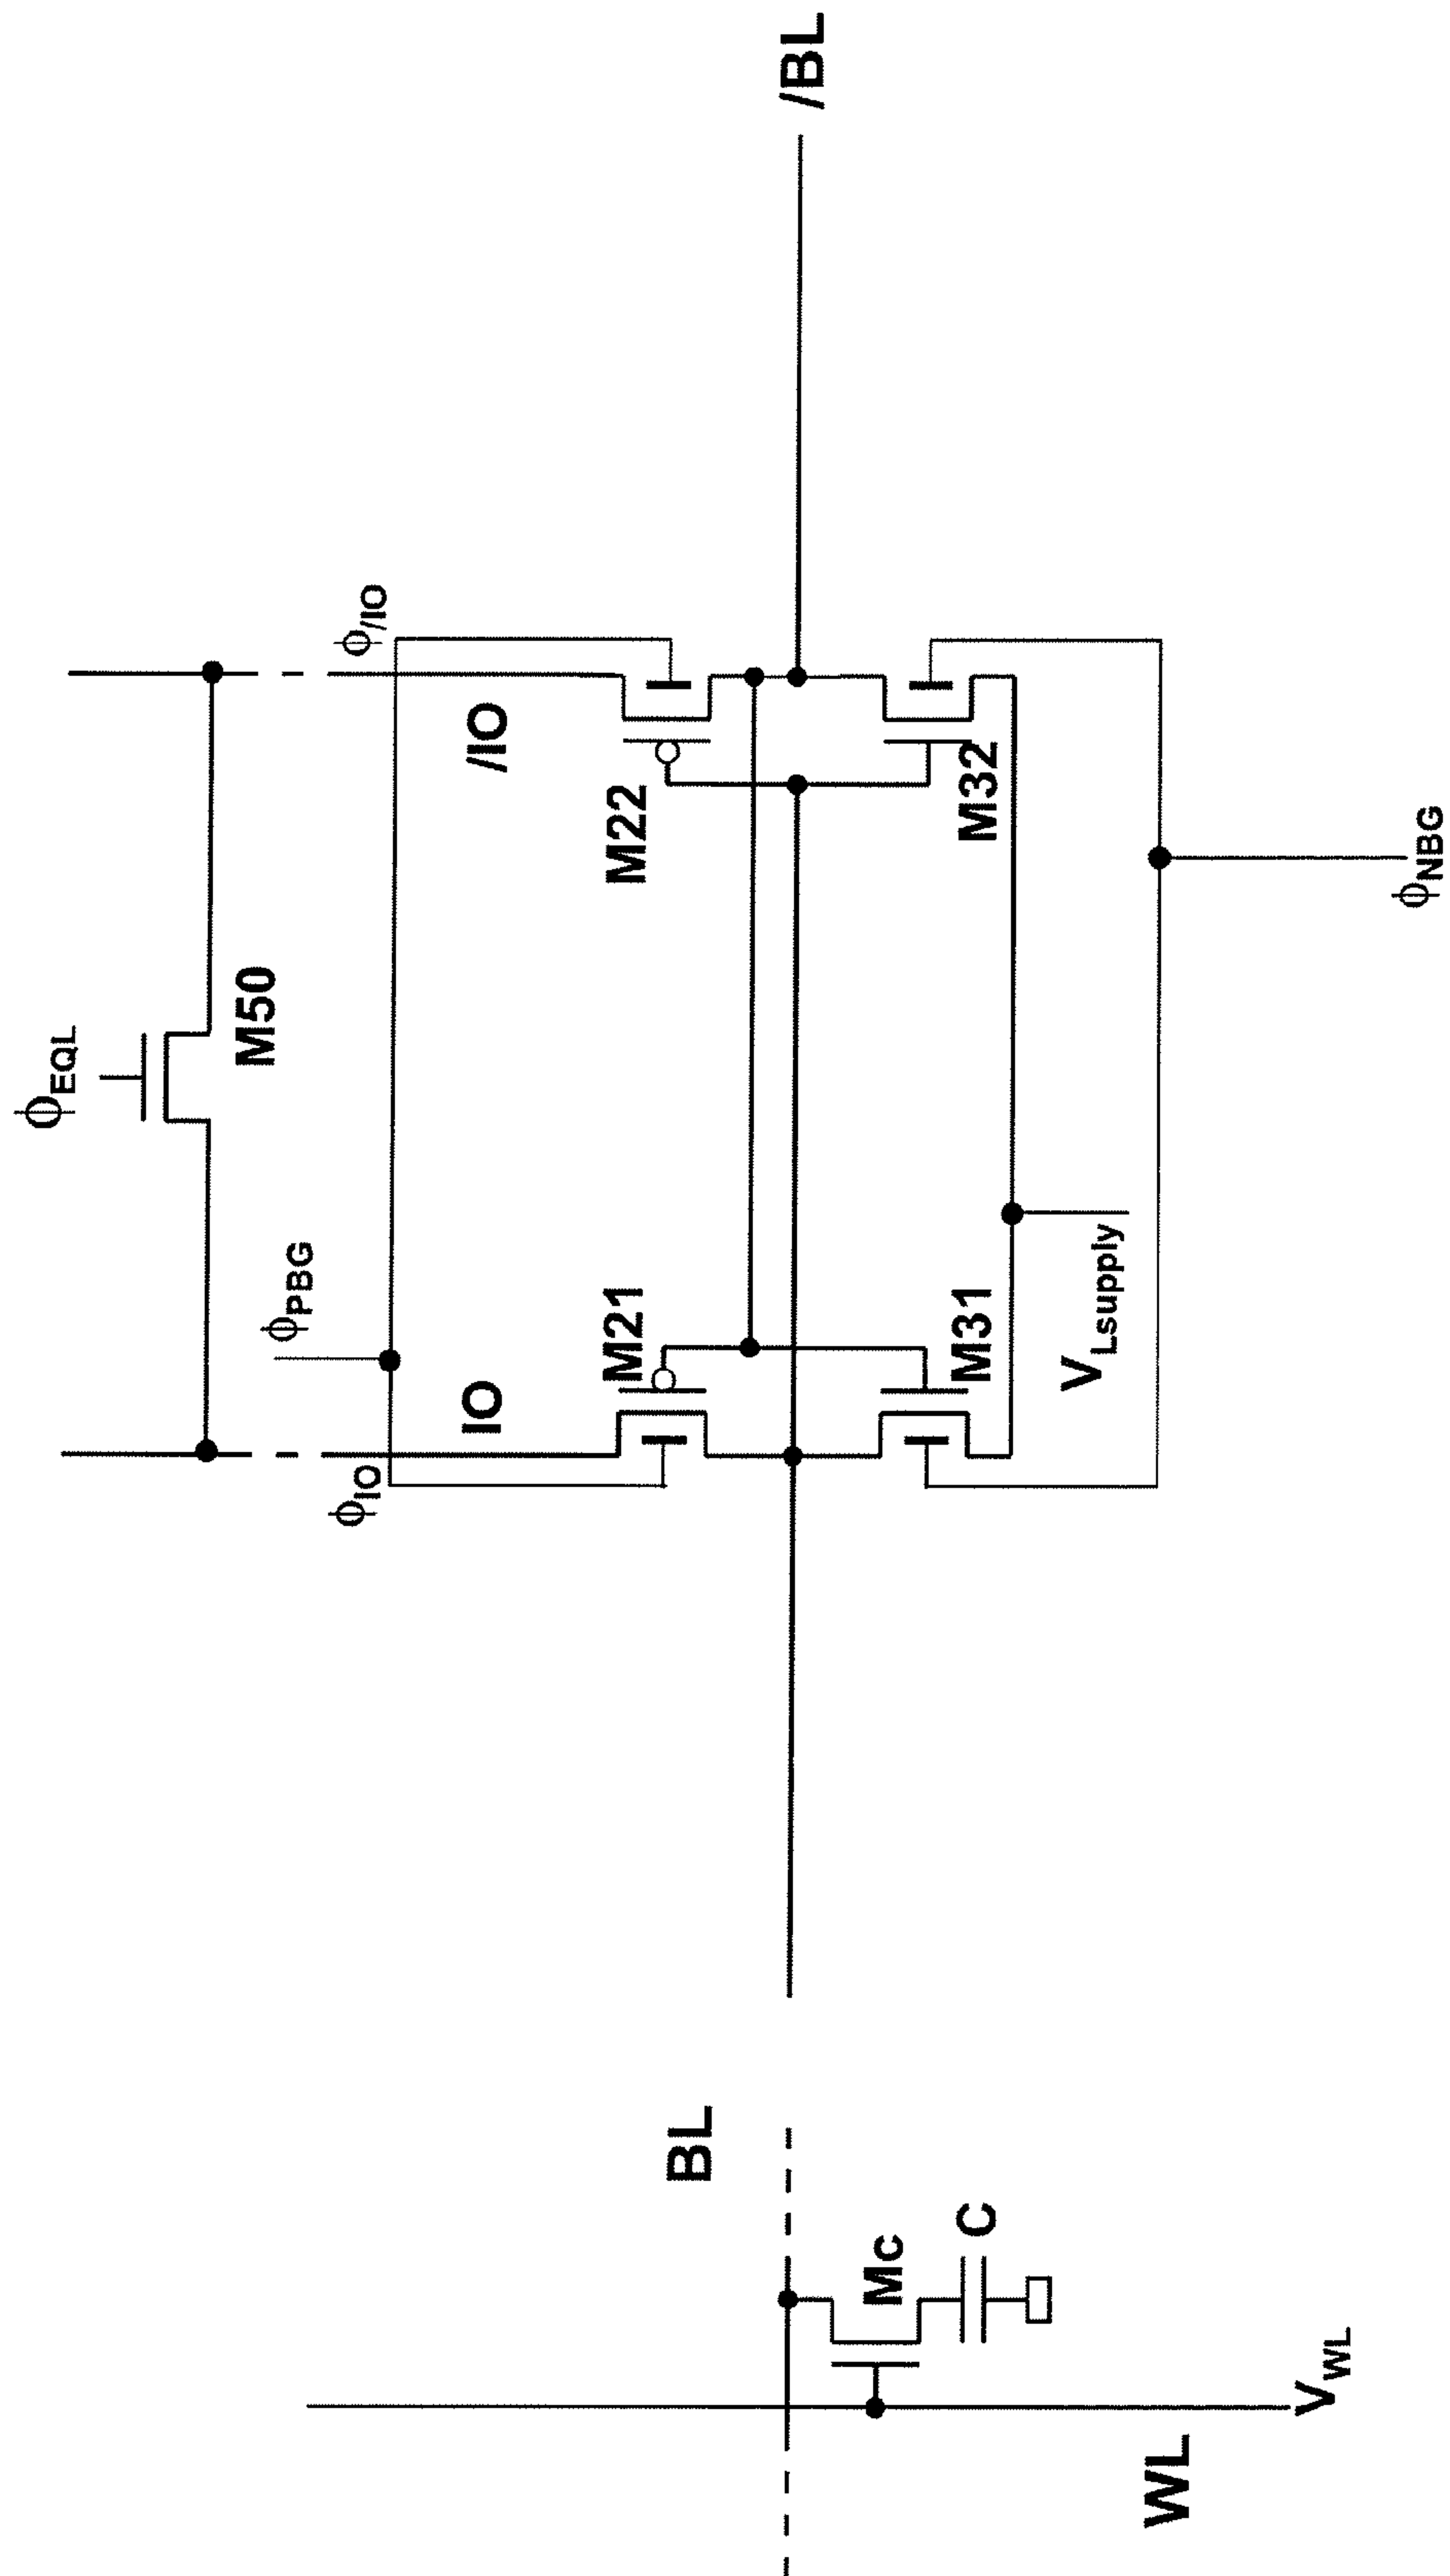 /BL
ΦEQL
M50
ΦPBG
Φ/IO
ΦIO
/IO
IO
M22
M21
M32
M31
VLsupply
ΦNBG
BL
Mc
C
WL
VWL